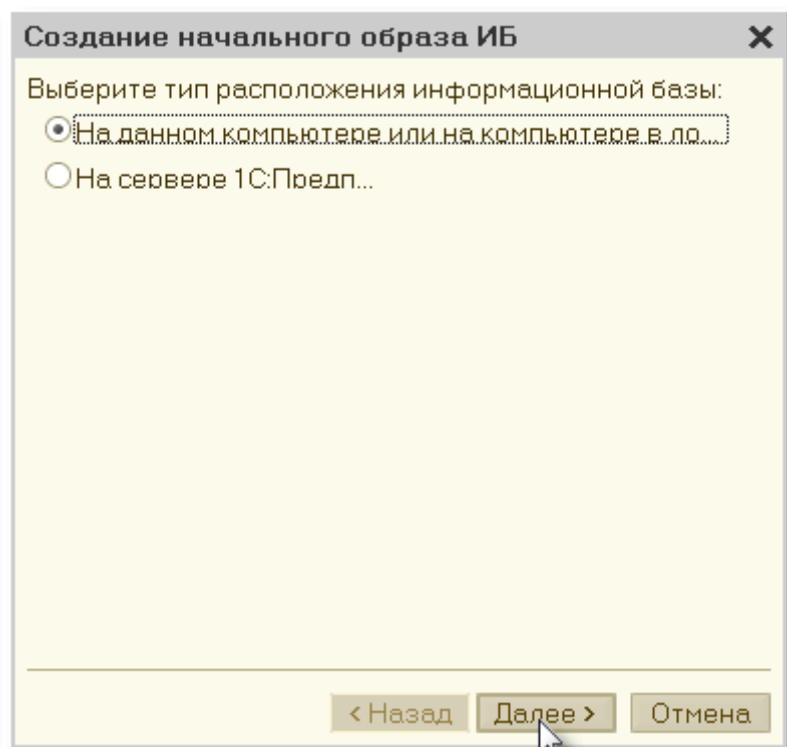 Создание начального образа ИБ
Выберите тип расположения информационной базы:
На данном компьютере или на компьютере в ло...
На сервере 1С:Предп...
< Назад Далее > Отмена